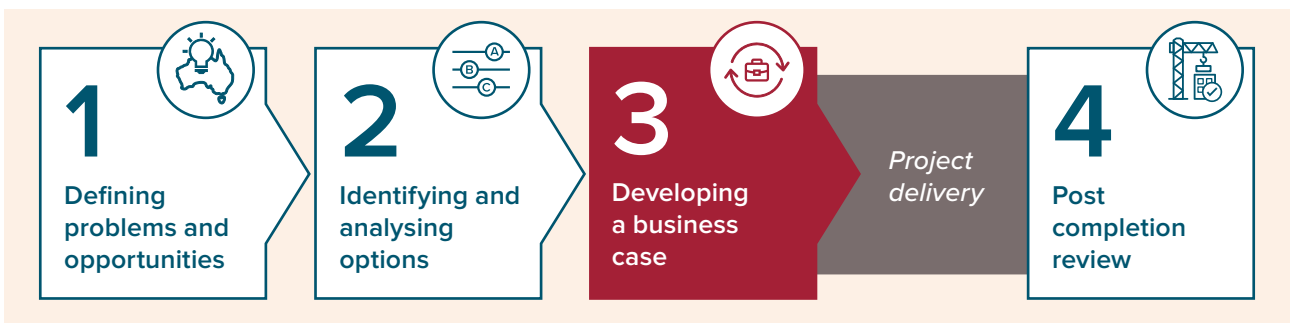 1
Defining
problems and
opportunities
A
B
C
2
Identifying and
analysing
options
3
Developing
a business
case
Project
delivery
4
Post
completion
review